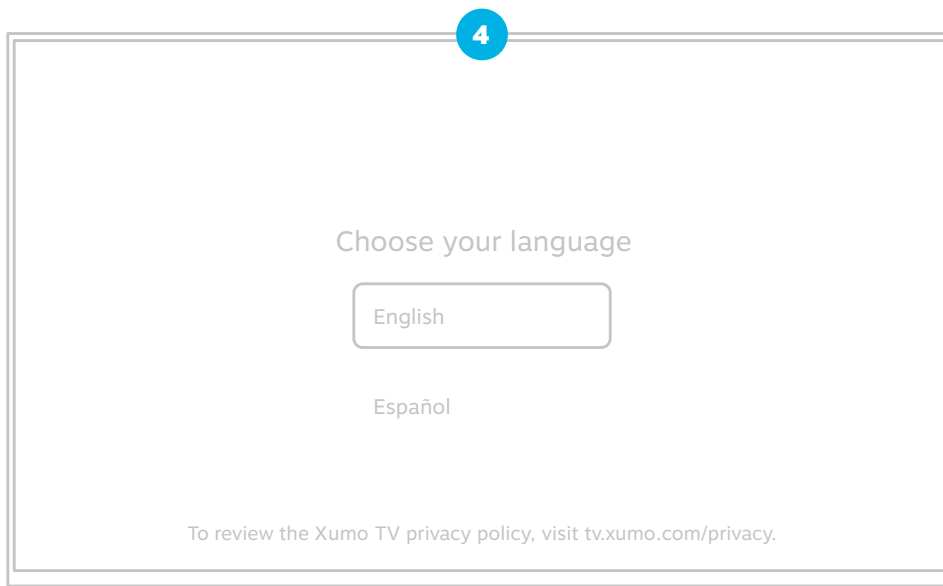 4
Choose your language
English
Español
To review the Xumo TV privacy policy, visit tv.xumo.com/privacy.